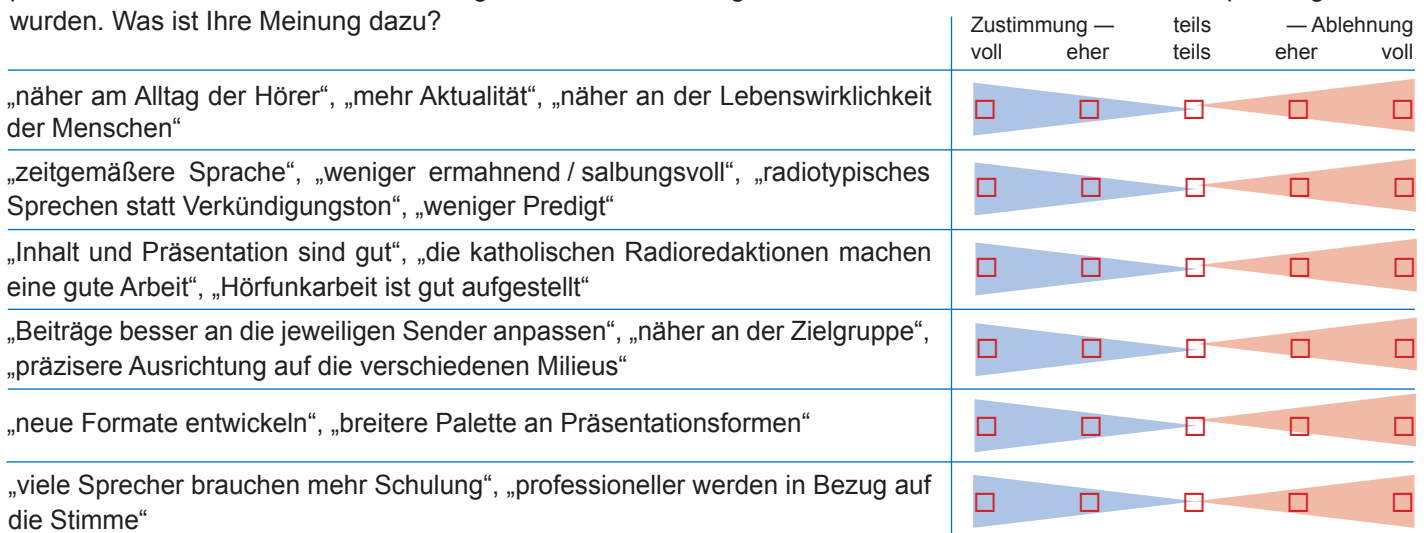 wurden. Was ist Ihre Meinung dazu?
Zustimmung — teils — Ablehnung
voll eher teils eher voll
„näher am Alltag der Hörer“, „mehr Aktualität“, „näher an der Lebenswirklichkeit
der Menschen“
„zeitgemäßere Sprache“, „weniger ermahnend / salbungsvoll“, „radiotypisches
Sprechen statt Verkündigungston“, „weniger Predigt“
„Inhalt und Präsentation sind gut“, „die katholischen Radioredaktionen machen
eine gute Arbeit“, „Hörfunkarbeit ist gut aufgestellt“
„Beiträge besser an die jeweiligen Sender anpassen“, „näher an der Zielgruppe“,
„präzisere Ausrichtung auf die verschiedenen Milieus“
„neue Formate entwickeln“, „breitere Palette an Präsentationsformen“
„viele Sprecher brauchen mehr Schulung“, „professioneller werden in Bezug auf
die Stimme“